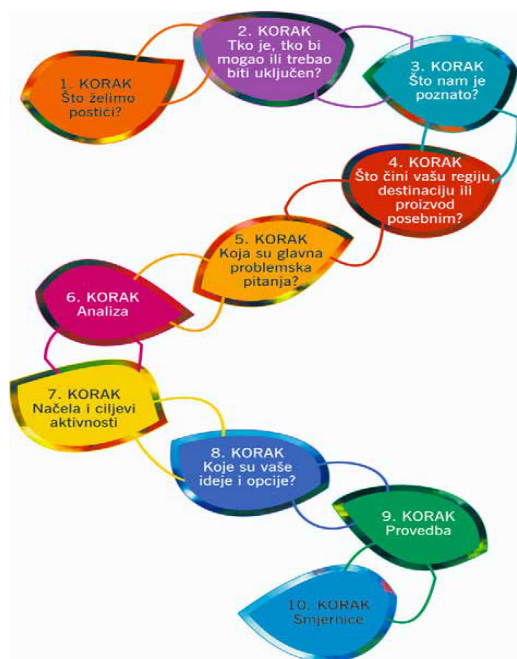 1. KORAK
Što želimo
postići?
2. KORAK
Tko je, tko bi
mogao ili trebao
biti uključen?
3. KORAK
Što nam je
poznato?
4. KORAK
Što čini vašu regiju,
destinaciju ili
proizvod
posebnim?
5. KORAK
Koja su glavna
problemska
pitanja?
6. KORAK
Analiza
7. KORAK
Načela i ciljevi
aktivnosti
8. KORAK
Koje su vaše
ideje i opcije?
9. KORAK
Provedba
10. KORAK
Smjernice